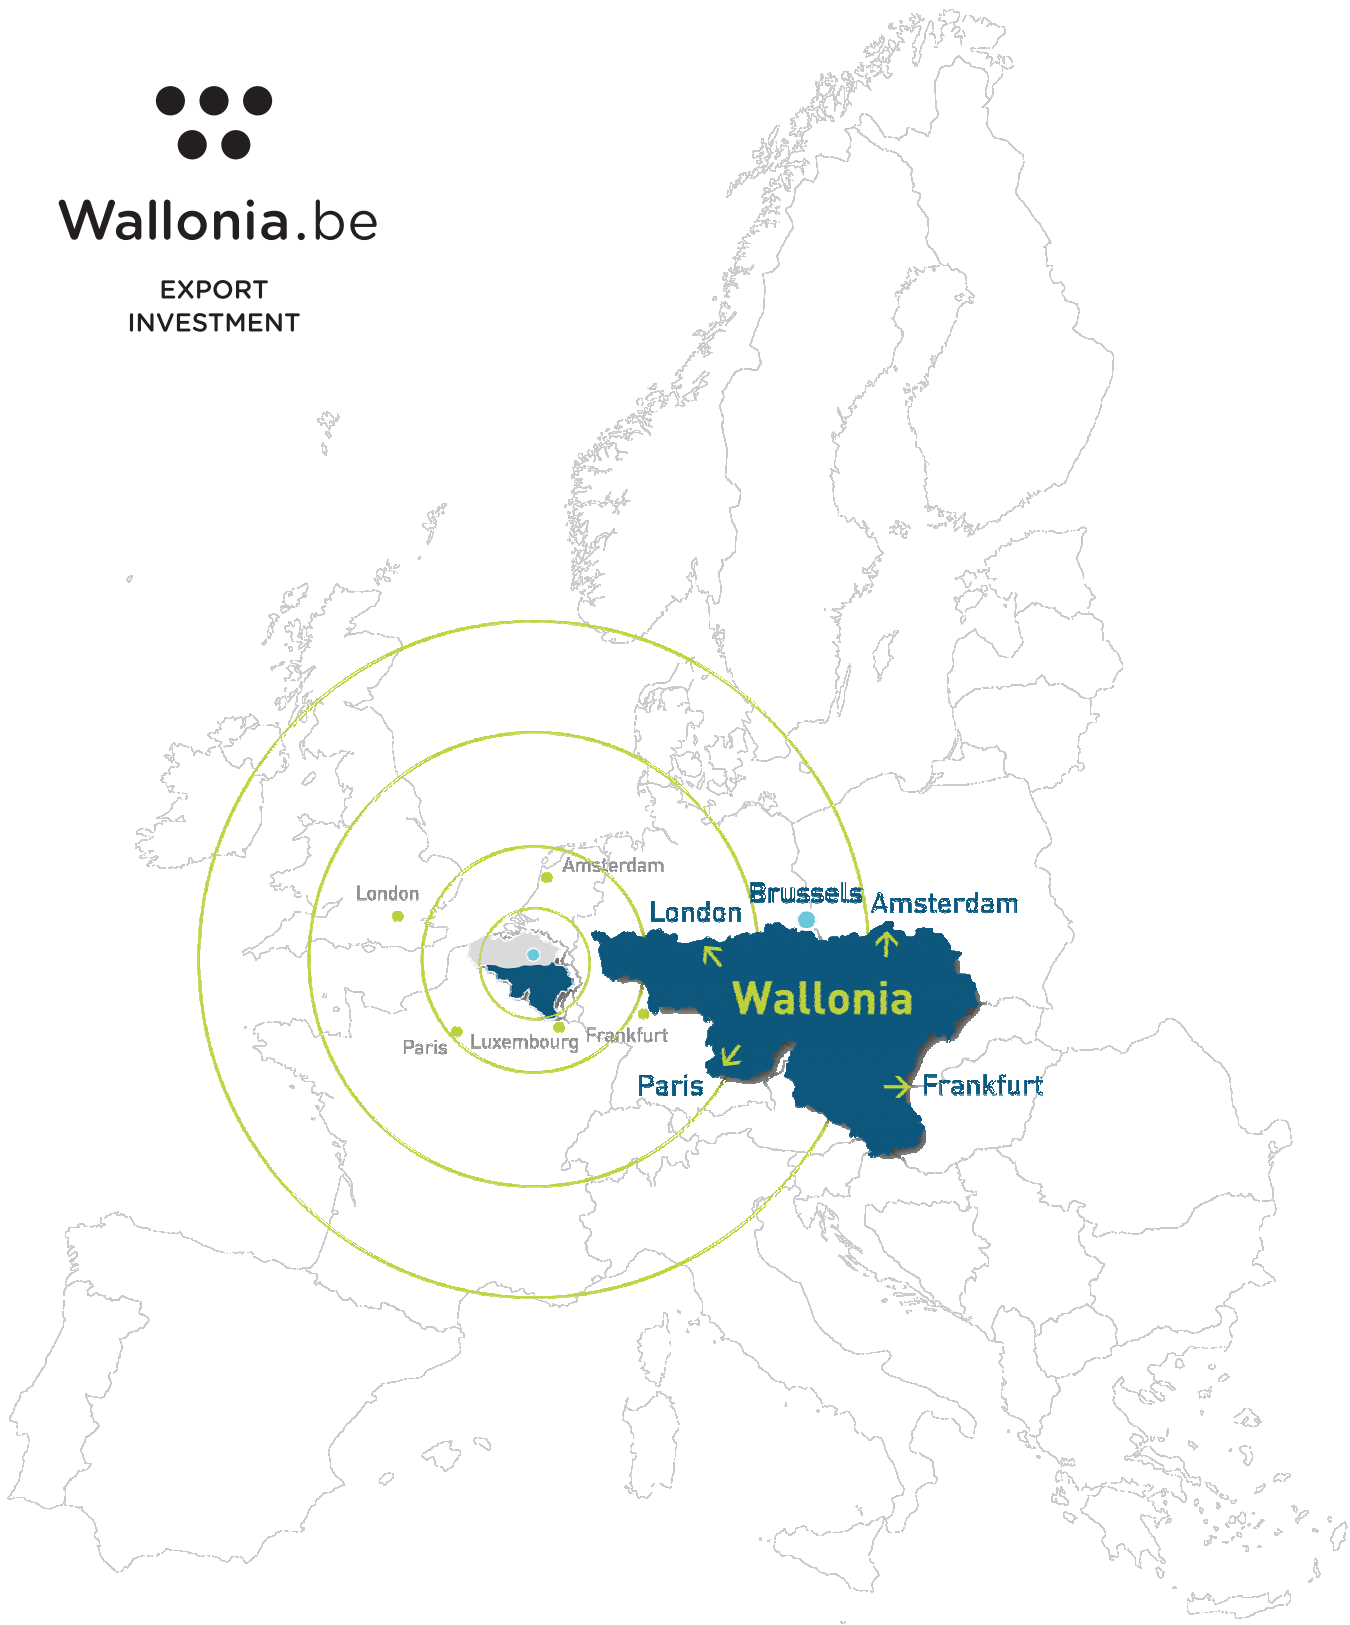 Wallonia.be
EXPORT
INVESTMENT
Amsterdam
London
Brussels
London
Amsterdam
Wallonia
Paris
Luxembourg
Frankfurt
Paris
Frankfurt